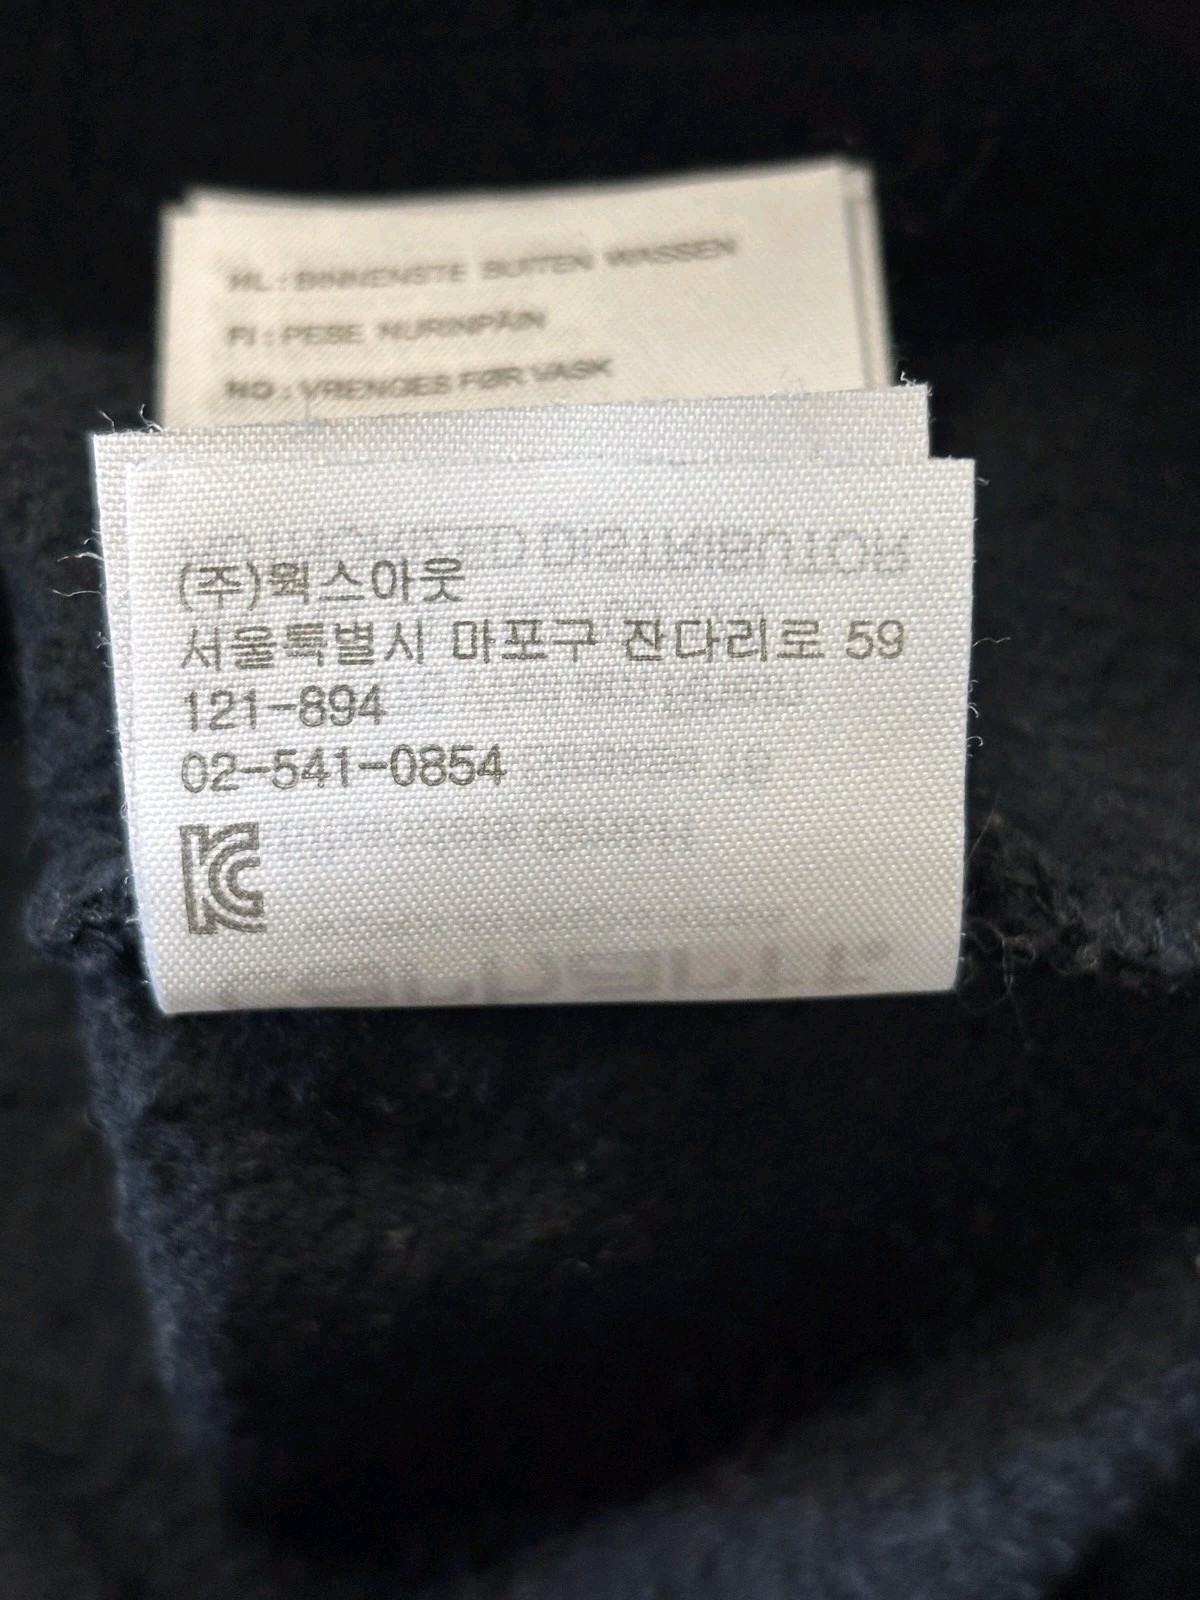 NL : BINNENSTE BUITEN WASSEN
FI : PESE NURINPÄIN
NO : VRENGES FØR VASK
(주)웍스아웃
서울특별시 마포구 잔다리로 59
121-894
02-541-0854
KC